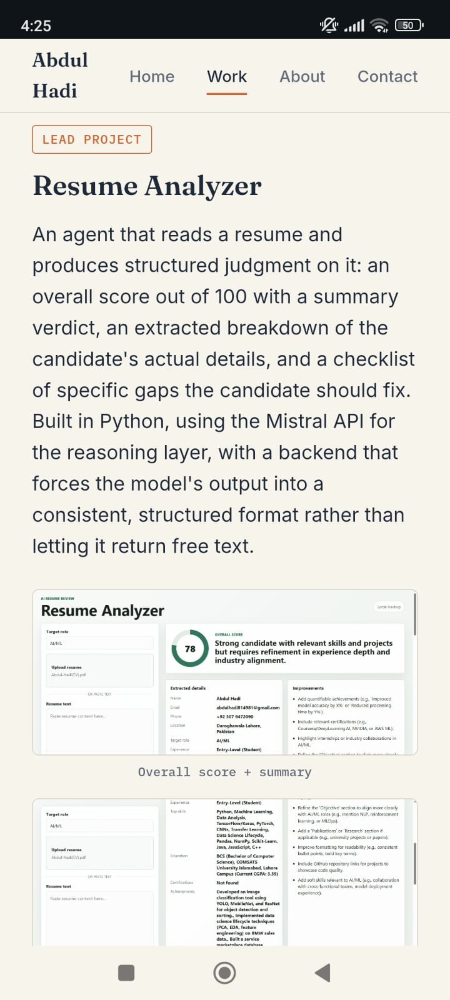 4:25
50
Abdul
Hadi
Home
Work
About
Contact
LEAD PROJECT
Resume Analyzer
An agent that reads a resume and
produces structured judgment on it: an
overall score out of 100 with a summary
verdict, an extracted breakdown of the
candidate's actual details, and a checklist
of specific gaps the candidate should fix.
Built in Python, using the Mistral API for
the reasoning layer, with a backend that
forces the model's output into a
consistent, structured format rather than
letting it return free text.
AI RESUME REVIEW
Resume Analyzer
Local backup
Target role
AI/ML
Upload resume
Abdul-Hadi(CV).pdf
OR PASTE TEXT
Resume text
Paste resume content here...
78
OVERALL SCORE
Strong candidate with relevant skills and projects
but requires refinement in experience depth and
industry alignment.
Extracted details
Name Abdul Hadi
Email abdulhadi814981@gmail.com
Phone +92 307 9472090
Location Daroghawala Lahore,
Pakistan
Target role AI/ML
Experience Entry-Level (Student)
Improvements
• Add quantifiable achievements (e.g., 'Improved
model accuracy by X%' or 'Reduced processing
time by Y%').
• Include relevant certifications (e.g.,
Coursera/DeepLearning.AI, NVIDIA, or AWS ML).
• Highlight internships or industry collaborations in
AI/ML.
• Refine the 'Objective' section to align more closely
Overall score + summary
Target role
AI/ML
Upload resume
Abdul-Hadi(CV).pdf
OR PASTE TEXT
Resume text
Paste resume content here...
Experience Entry-Level (Student)
Top skills Python, Machine Learning,
Data Analysis,
TensorFlow/Keras, PyTorch,
CNNs, Transfer Learning,
Data Science Lifecycle,
Pandas, NumPy, Scikit-Learn,
Java, JavaScript, C++
Education BCS (Bachelor of Computer
Science), COMSATS
University Islamabad, Lahore
Campus (Current CGPA: 3.39)
Certifications Not found
Achievements Developed an image
classification tool using
YOLO, MobileNet, and ResNet
for object detection and
sorting., Implemented data
science lifecycle techniques
(PCA, EDA, feature
engineering) on BMW sales
data., Built a service
marketplace database
• Refine the 'Objective' section to align more closely
with AI/ML roles (e.g., mention NLP, reinforcement
learning, or MLOps).
• Add a 'Publications' or 'Research' section if
applicable (e.g., university projects or papers).
• Improve formatting for readability (e.g., consistent
bullet points, bold key terms).
• Include GitHub repository links for projects to
showcase code quality.
• Add soft skills relevant to AI/ML (e.g., collaboration
with cross-functional teams, model deployment
experience).